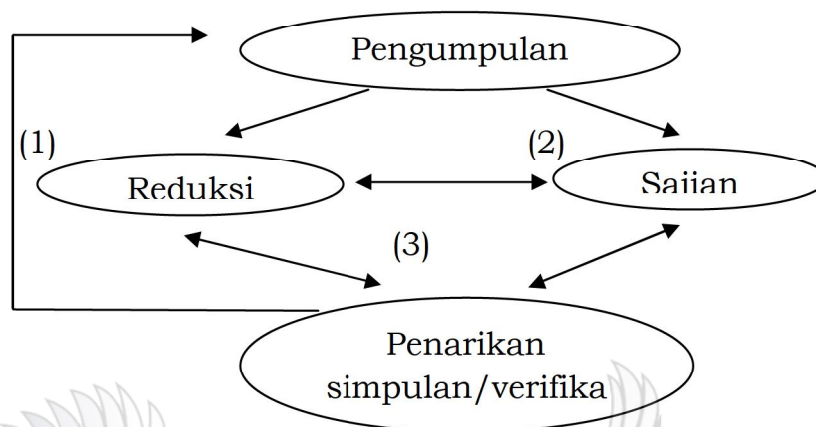 Pengumpulan
(1)
(2)
Reduksi
Sajian
(3)
Penarikan
simpulan/verifika